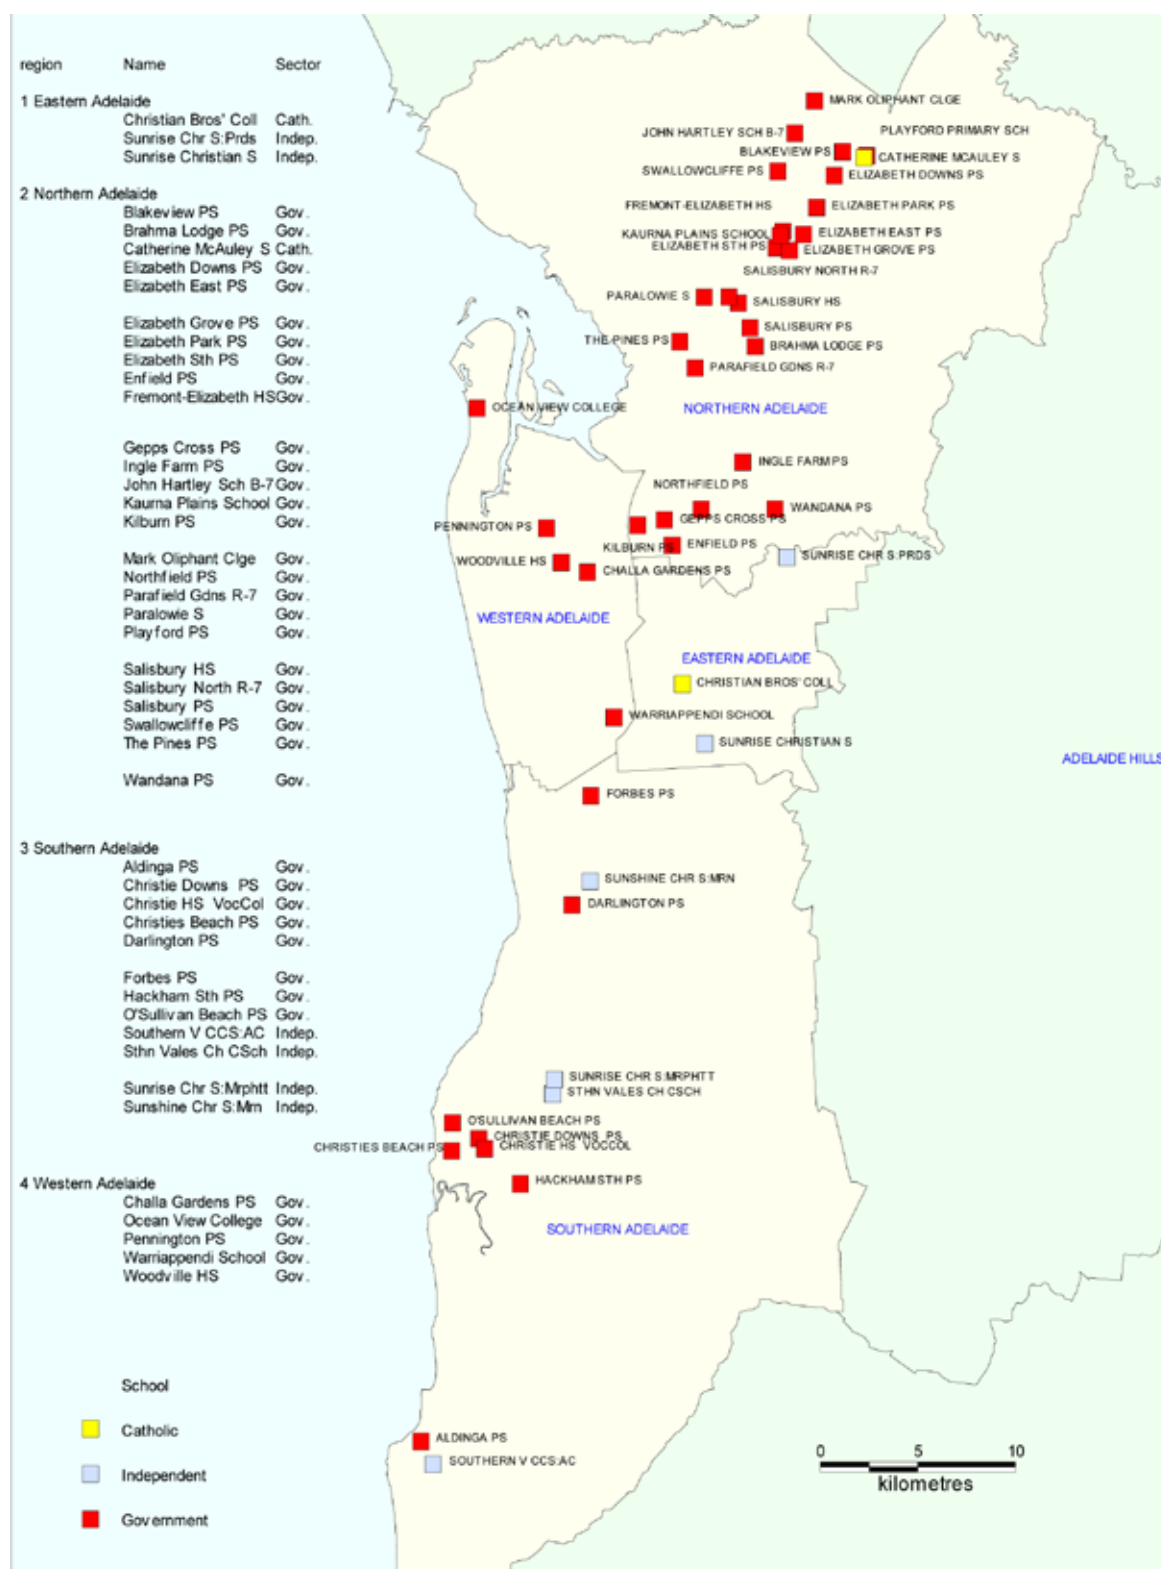 region Name Sector
1 Eastern Adelaide
Christian Bros' Coll Cath.
Sunrise Chr S:Prds Indep.
Sunrise Christian S Indep.
2 Northern Adelaide
Blakeview PS Gov.
Brahma Lodge PS Gov.
Catherine McAuley S Cath.
Elizabeth Downs PS Gov.
Elizabeth East PS Gov.
Elizabeth Grove PS Gov.
Elizabeth Park PS Gov.
Elizabeth Sth PS Gov.
Enfield PS Gov.
Fremont-Elizabeth HS Gov.
Gepps Cross PS Gov.
Ingle Farm PS Gov.
John Hartley Sch B-7 Gov.
Kaurna Plains School Gov.
Kilburn PS Gov.
Mark Oliphant Clge Gov.
Northfield PS Gov.
Parafield Gdns R-7 Gov.
Paralowie S Gov.
Playford PS Gov.
Salisbury HS Gov.
Salisbury North R-7 Gov.
Salisbury PS Gov.
Swallowcliffe PS Gov.
The Pines PS Gov.
Wandana PS Gov.
3 Southern Adelaide
Aldinga PS Gov.
Christie Downs PS Gov.
Christie HS VocCol Gov.
Christies Beach PS Gov.
Darlington PS Gov.
Forbes PS Gov.
Hackham Sth PS Gov.
O'Sullivan Beach PS Gov.
Southern V CCS:AC Indep.
Sthn Vales Ch CSch Indep.
Sunrise Chr S:Mrphtt Indep.
Sunshine Chr S:Mrn Indep.
4 Western Adelaide
Challa Gardens PS Gov.
Ocean View College Gov.
Pennington PS Gov.
Warriappendi School Gov.
Woodville HS Gov.
School
Catholic
Independent
Government
MARK OLIPHANT CLGE
JOHN HARTLEY SCH B-7
PLAYFORD PRIMARY SCH
BLAKEVIEW PS
CATHERINE MCAULEY S
SWALLOWCLIFFE PS
ELIZABETH DOWNS PS
FREMONT-ELIZABETH HS
ELIZABETH PARK PS
KAURNA PLAINS SCHOOL
ELIZABETH EAST PS
ELIZABETH STH PS
ELIZABETH GROVE PS
SALISBURY NORTH R-7
PARALOWIE S
SALISBURY HS
SALISBURY PS
THE PINES PS
BRAHMA LODGE PS
PARAFIELD GDNS R-7
OCEAN VIEW COLLEGE
NORTHERN ADELAIDE
INGLE FARM PS
NORTHFIELD PS
WANDANA PS
GEPPS CROSS PS
PENNINGTON PS
KILBURN PS
ENFIELD PS
SUNRISE CHR S:PRDS
WOODVILLE HS
CHALLA GARDENS PS
WESTERN ADELAIDE
EASTERN ADELAIDE
CHRISTIAN BROS' COLL
WARRIAPPENDI SCHOOL
SUNRISE CHRISTIAN S
ADELAIDE HILLS
FORBES PS
SUNSHINE CHR S:MRN
DARLINGTON PS
SUNRISE CHR S:MRPHTT
STHN VALES CH CSCH
O'SULLIVAN BEACH PS
CHRISTIE DOWNS PS
CHRISTIES BEACH PS
CHRISTIE HS VOCCOL
HACKHAM STH PS
SOUTHERN ADELAIDE
ALDINGA PS
SOUTHERN V CCS:AC
0 5 10
kilometres